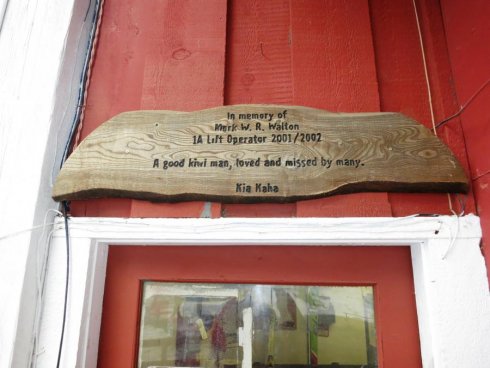 In memory of
Mark W. R. Walton
IA Lift Operator 2001/2002
A good kiwi man, loved and missed by many.
Kia Kaha